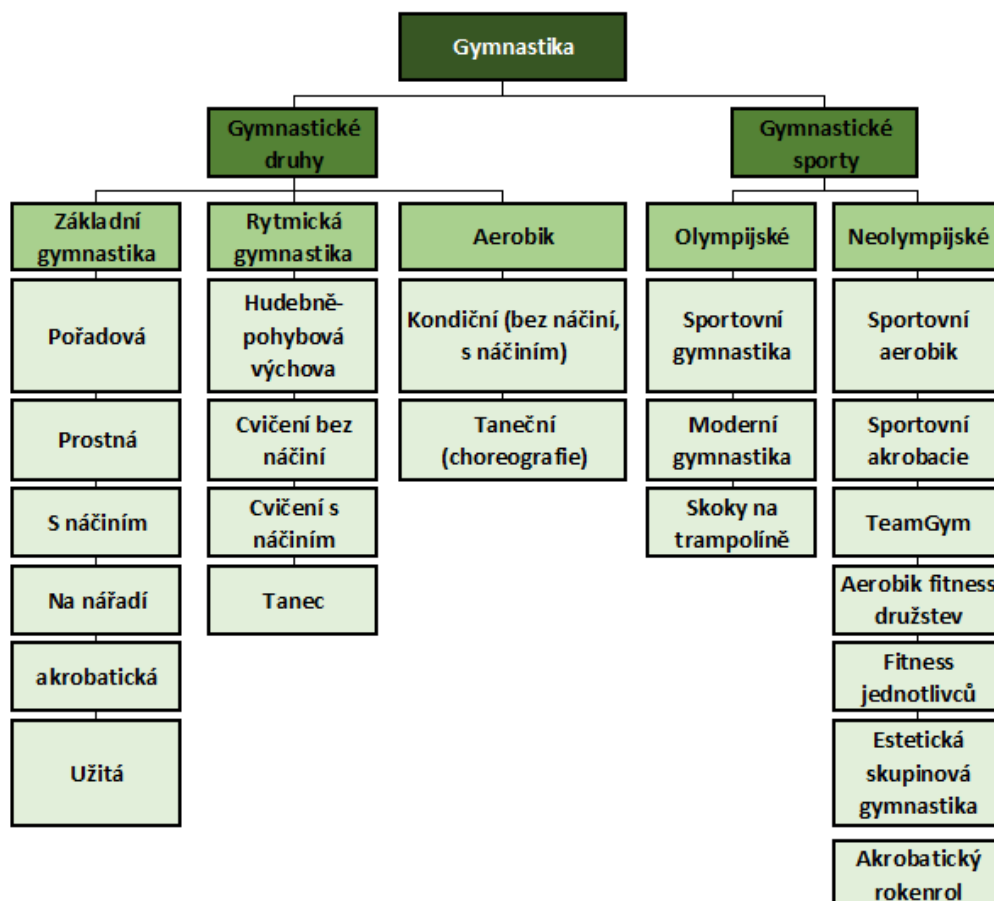 Gymnastika
Gymnastické
druhy
Gymnastické
sporty
Základní
gymnastika
Rytmická
gymnastika
Aerobik
Olympijské
Neolympijské
Pořadová
Hudebně-
pohybová
výchova
Kondiční (bez náčiní,
s náčiním)
Sportovní
gymnastika
Sportovní
aerobik
Prostná
Cvičení bez
náčiní
Taneční
(choreografie)
Moderní
gymnastika
Sportovní
akrobacie
S náčiním
Cvičení s
náčiním
Skoky na
trampolíně
TeamGym
Na nářadí
Tanec
Aerobik fitness
družstev
akrobatická
Fitness
jednotlivců
Užitá
Estetická
skupinová
gymnastika
Akrobatický
rokenrol